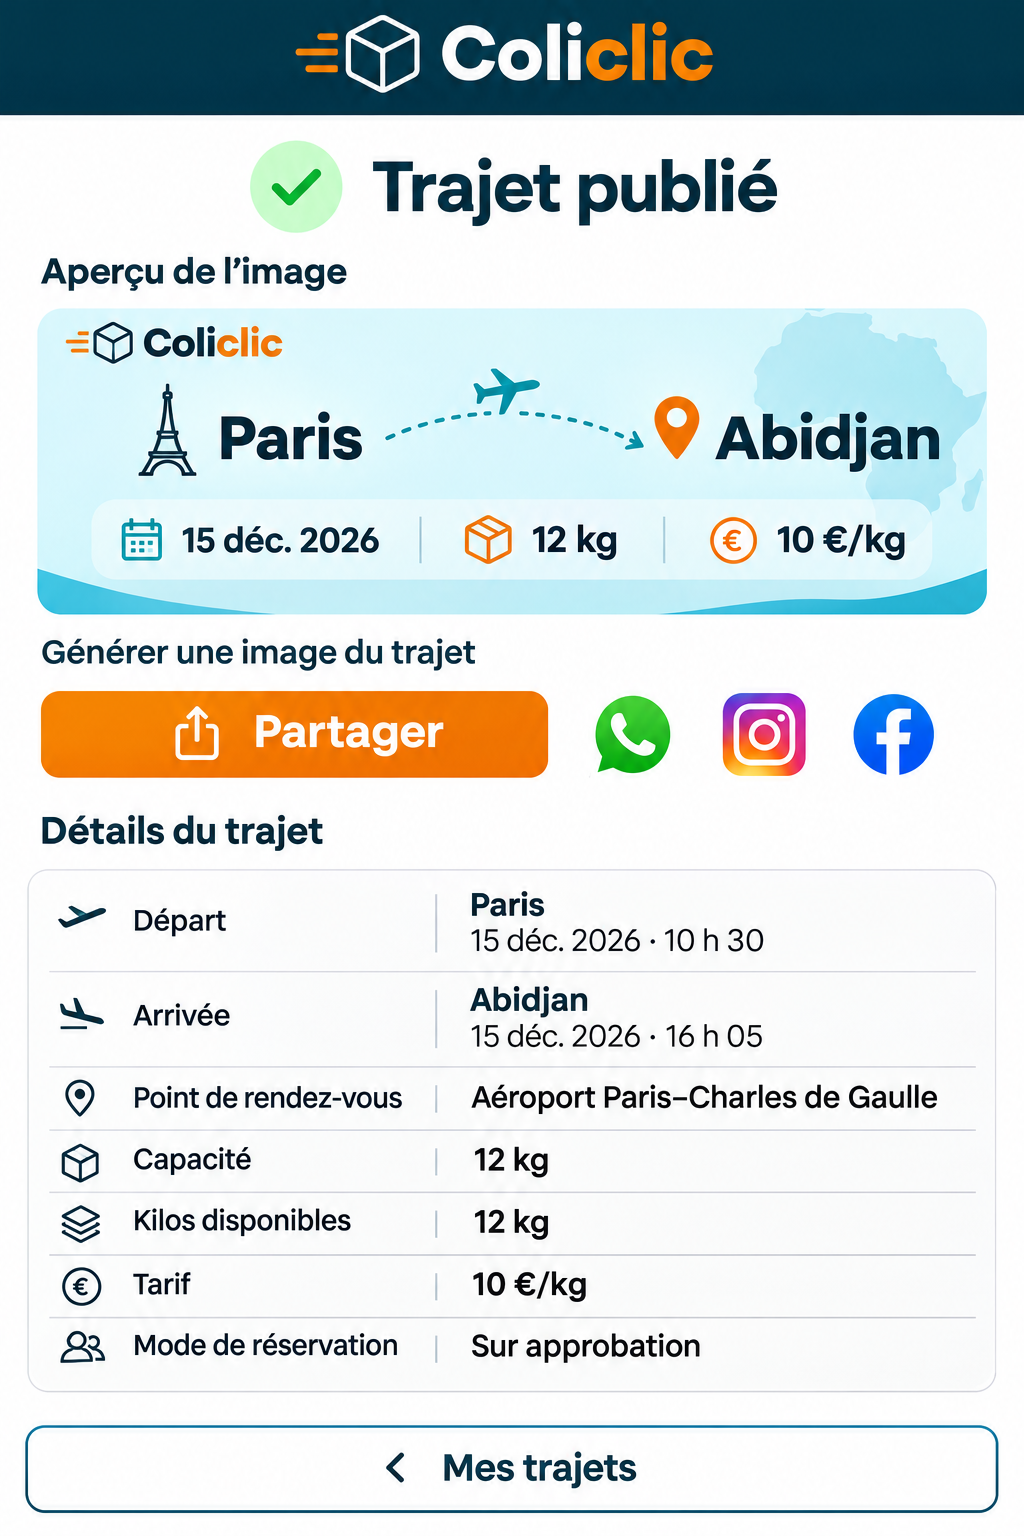 Coliclic
Trajet publié
Aperçu de l’image
Coliclic
Paris
Abidjan
15 déc. 2026
12 kg
€ 10 €/kg
Générer une image du trajet
Partager
Détails du trajet
Départ
Paris
15 déc. 2026 · 10 h 30
Arrivée
Abidjan
15 déc. 2026 · 16 h 05
Point de rendez-vous
Aéroport Paris–Charles de Gaulle
Capacité
12 kg
Kilos disponibles
12 kg
€ Tarif
10 €/kg
Mode de réservation
Sur approbation
Mes trajets